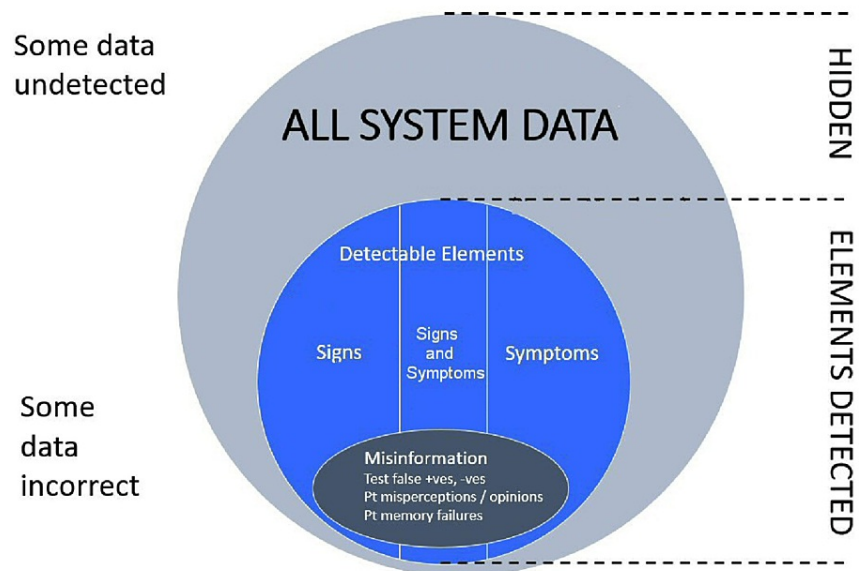 Some data
undetected
ALL SYSTEM DATA
HIDDEN
Detectable Elements
Signs
Signs
and
Symptoms
Symptoms
ELEMENTS DETECTED
Some
data
incorrect
Misinformation
Test false +ves, -ves
Pt misperceptions / opinions
Pt memory failures